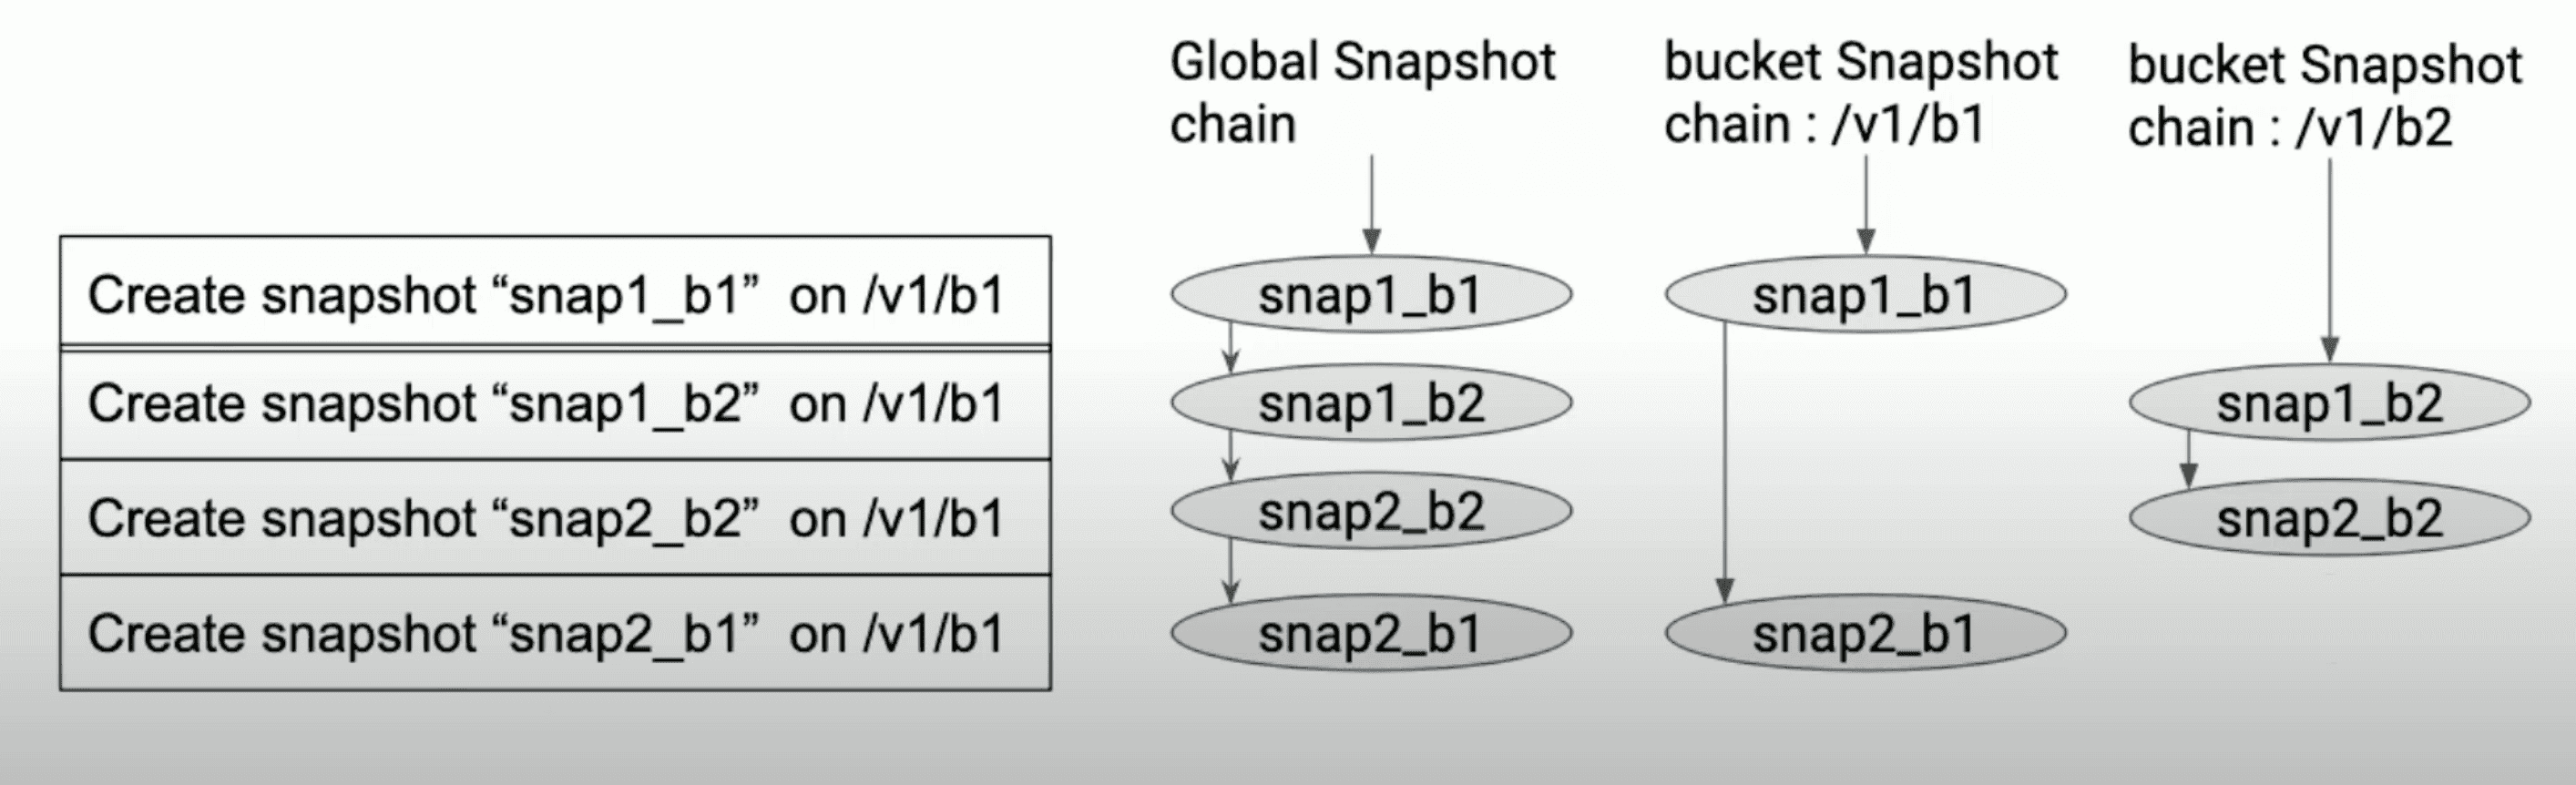 Global Snapshot
chain
bucket Snapshot
chain : /v1/b1
bucket Snapshot
chain : /v1/b2
Create snapshot “snap1_b1”  on /v1/b1
Create snapshot “snap1_b2”  on /v1/b1
Create snapshot “snap2_b2”  on /v1/b1
Create snapshot “snap2_b1”  on /v1/b1
snap1_b1
snap1_b2
snap2_b2
snap2_b1
snap1_b1
snap2_b1
snap1_b2
snap2_b2